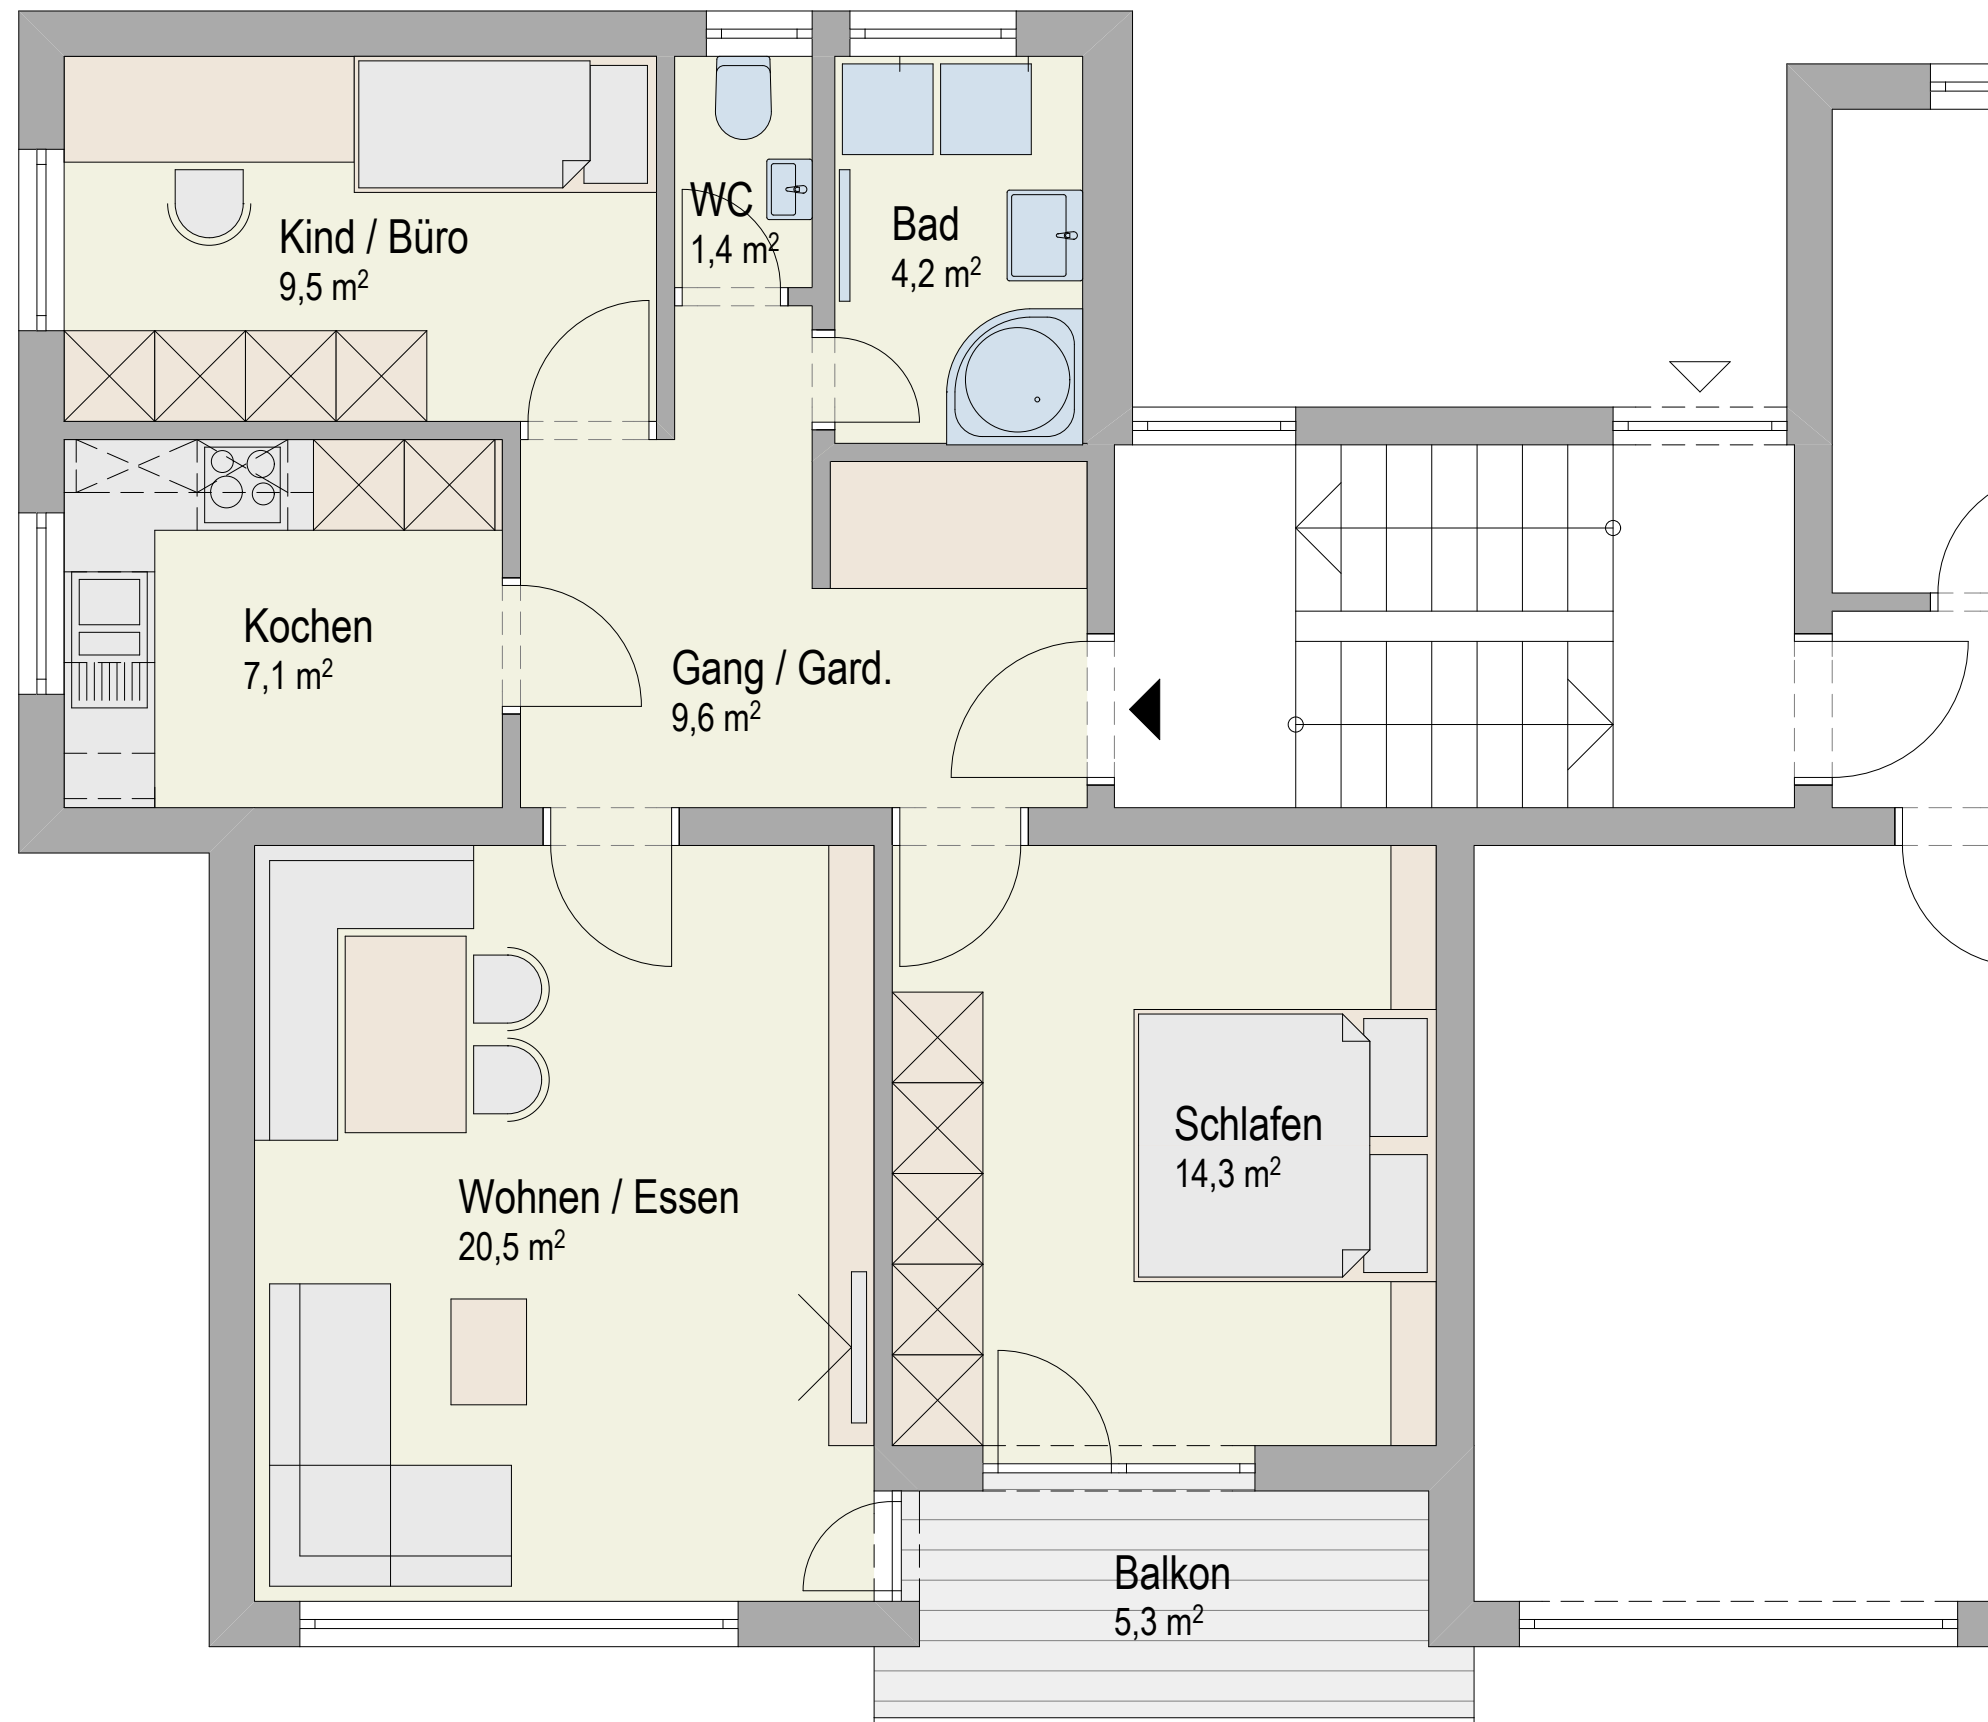 WC
1,4 m²
Bad
4,2 m²
Kind / Büro
9,5 m²
Kochen
7,1 m²
Gang / Gard.
9,6 m²
Schlafen
14,3 m²
Wohnen / Essen
20,5 m²
Balkon
5,3 m²